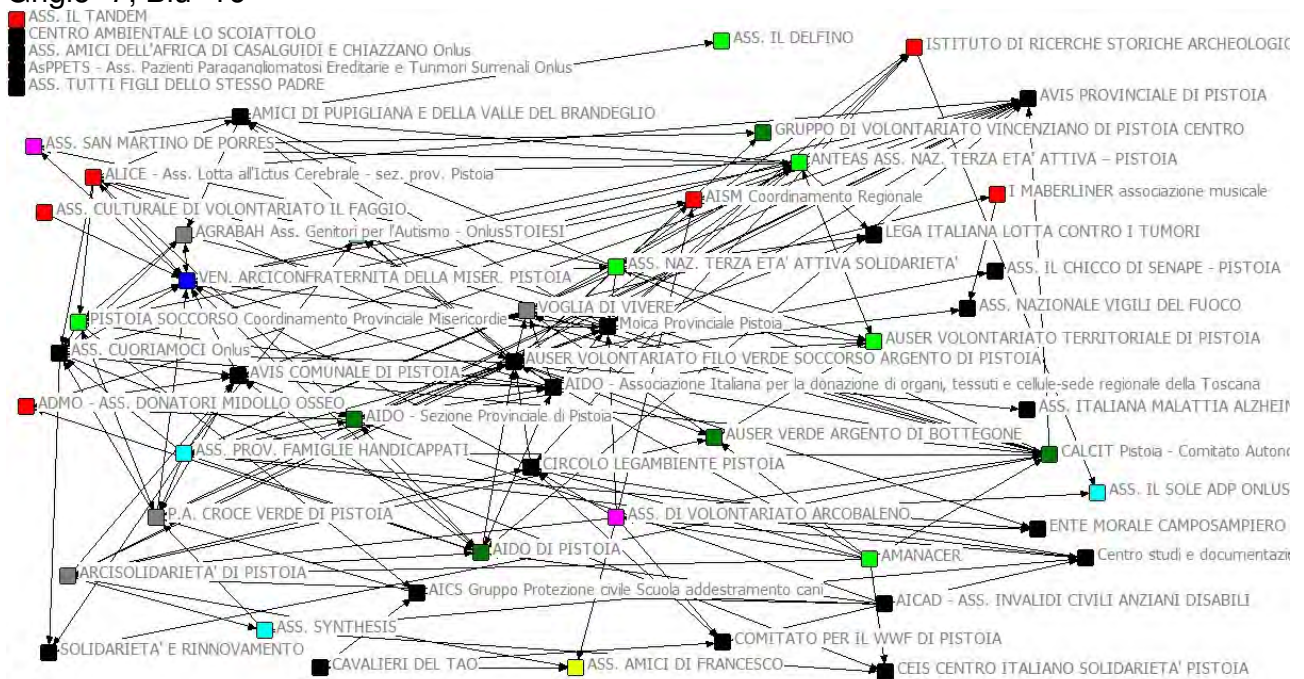 ASS. IL TANDEM
CENTRO AMBIENTALE LO SCOIATTOLO
ASS. AMICI DELL'AFRICA DI CASALGUIDI E CHIAZZANO Onlus
AsPPETS - Ass. Pazienti Paragangliomatosi Ereditarie e Tunmori Surrenali Onlus
ASS. TUTTI FIGLI DELLO STESSO PADRE
ASS. IL DELFINO
ISTITUTO DI RICERCHE STORICHE ARCHEOLOGIC
AVIS PROVINCIALE DI PISTOIA
AMICI DI PUPIGLIANA E DELLA VALLE DEL BRANDEGLIO
GRUPPO DI VOLONTARIATO VINCENZIANO DI PISTOIA CENTRO
ASS. SAN MARTINO DE PORRES
ANTEAS ASS. NAZ. TERZA ETA' ATTIVA – PISTOIA
ALICE - Ass. Lotta all'Ictus Cerebrale - sez. prov. Pistoia
AISM Coordinamento Regionale
I MABERLINER associazione musicale
ASS. CULTURALE DI VOLONTARIATO IL FAGGIO
AGRABAH Ass. Genitori per l'Autismo - OnlusSTOIESI
LEGA ITALIANA LOTTA CONTRO I TUMORI
ASS. NAZ. TERZA ETA' ATTIVA SOLIDARIETA'
ASS. IL CHICCO DI SENAPE - PISTOIA
VEN. ARCICONFRATERNITA DELLA MISER. PISTOIA
ASS. NAZIONALE VIGILI DEL FUOCO
VOGLIA DI VIVERE
PISTOIA SOCCORSO Coordinamento Provinciale Misericordie
Moica Provinciale Pistoia
AUSER VOLONTARIATO TERRITORIALE DI PISTOIA
ASS. CUORIAMOCI Onlus
AUSER VOLONTARIATO FILO VERDE SOCCORSO ARGENTO DI PISTOIA
AVIS COMUNALE DI PISTOIA
AIDO - Associazione Italiana per la donazione di organi, tessuti e cellule-sede regionale della Toscana
ADMO - ASS. DONATORI MIDOLLO OSSEO
AIDO - Sezione Provinciale di Pistoia
ASS. ITALIANA MALATTIA ALZHEIM
AUSER VERDE ARGENTO DI BOTTEGONE
ASS. PROV. FAMIGLIE HANDICAPPATI
CALCIT Pistoia - Comitato Autono
CIRCOLO LEGAMBIENTE PISTOIA
ASS. IL SOLE ADP ONLUS
P.A. CROCE VERDE DI PISTOIA
ASS. DI VOLONTARIATO ARCOBALENO
ENTE MORALE CAMPOSAMPIERO
AIDO DI PISTOIA
AMANACER
Centro studi e documentazi
ARCISOLIDARIETA' DI PISTOIA
AICS Gruppo Protezione civile Scuola addestramento cani
AICAD - ASS. INVALIDI CIVILI ANZIANI DISABILI
ASS. SYNTHESIS
COMITATO PER IL WWF DI PISTOIA
SOLIDARIETA' E RINNOVAMENTO
CAVALIERI DEL TAO
ASS. AMICI DI FRANCESCO
CEIS CENTRO ITALIANO SOLIDARIETA' PISTOIA